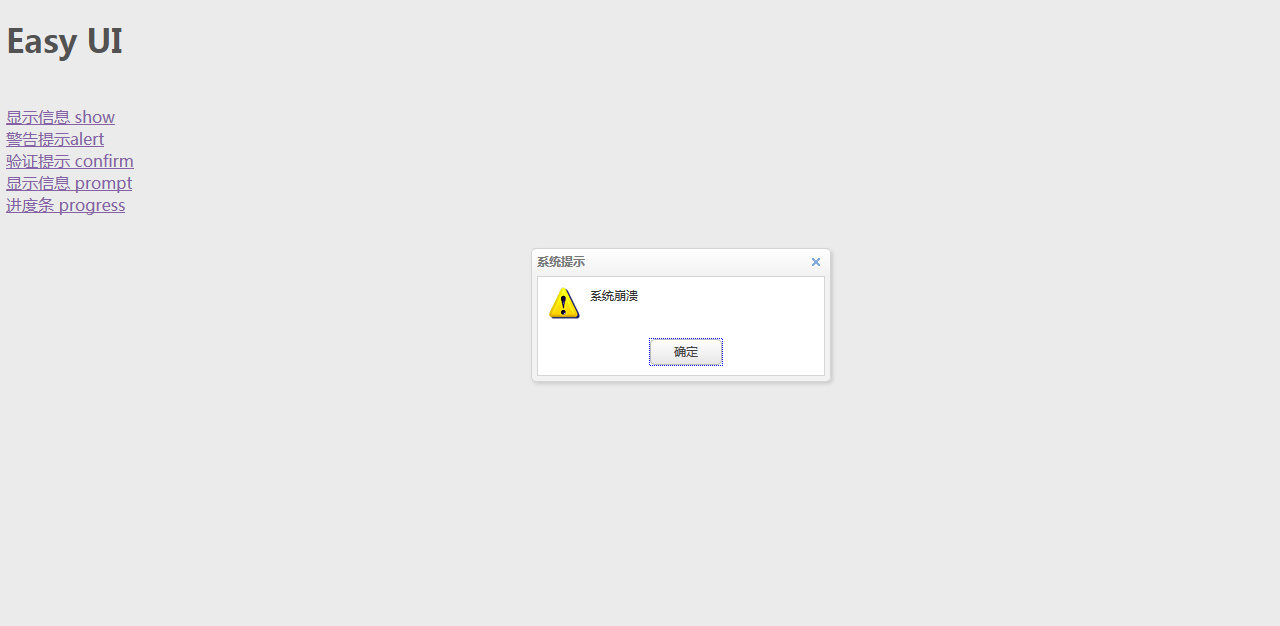 Easy UI
显示信息 show
警告提示alert
验证提示 confirm
显示信息 prompt
进度条 progress
系统提示
系统崩溃
确定